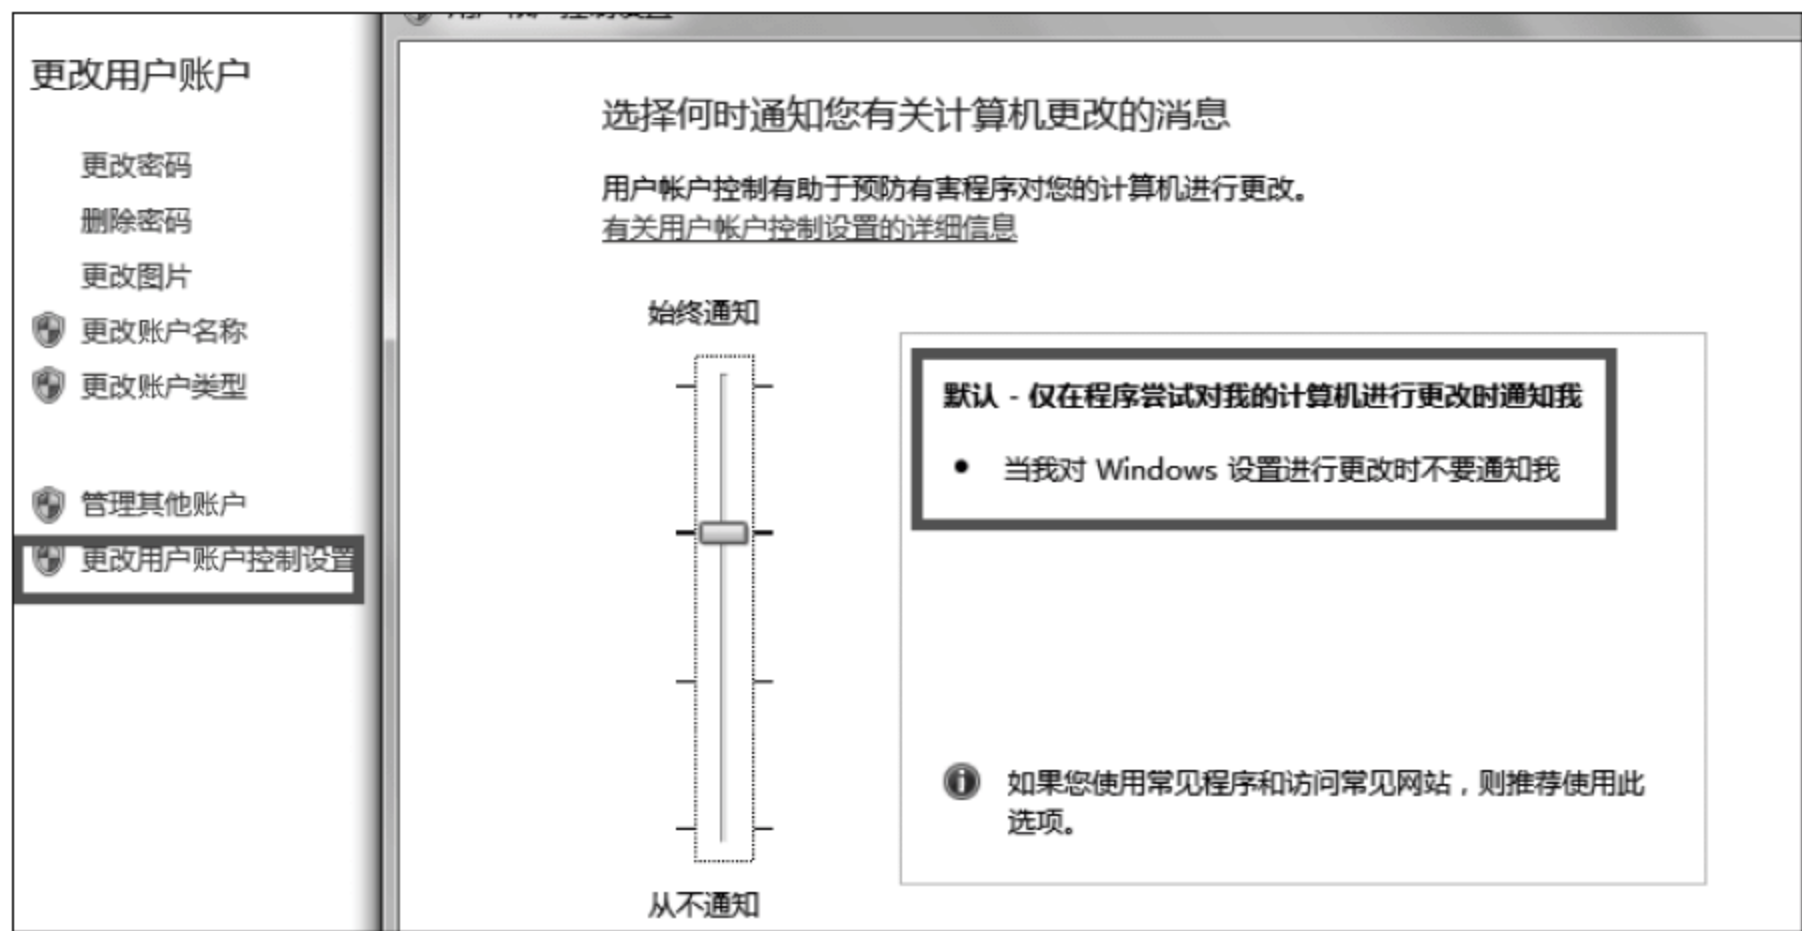 更改用户账户
更改密码
删除密码
更改图片
更改账户名称
更改账户类型
管理其他账户
更改用户账户控制设置
选择何时通知您有关计算机更改的消息
用户帐户控制有助于预防有害程序对您的计算机进行更改。
有关用户帐户控制设置的详细信息
始终通知
默认 - 仅在程序尝试对我的计算机进行更改时通知我
• 当我对 Windows 设置进行更改时不要通知我
如果您使用常见程序和访问常见网站，则推荐使用此
选项。
从不通知